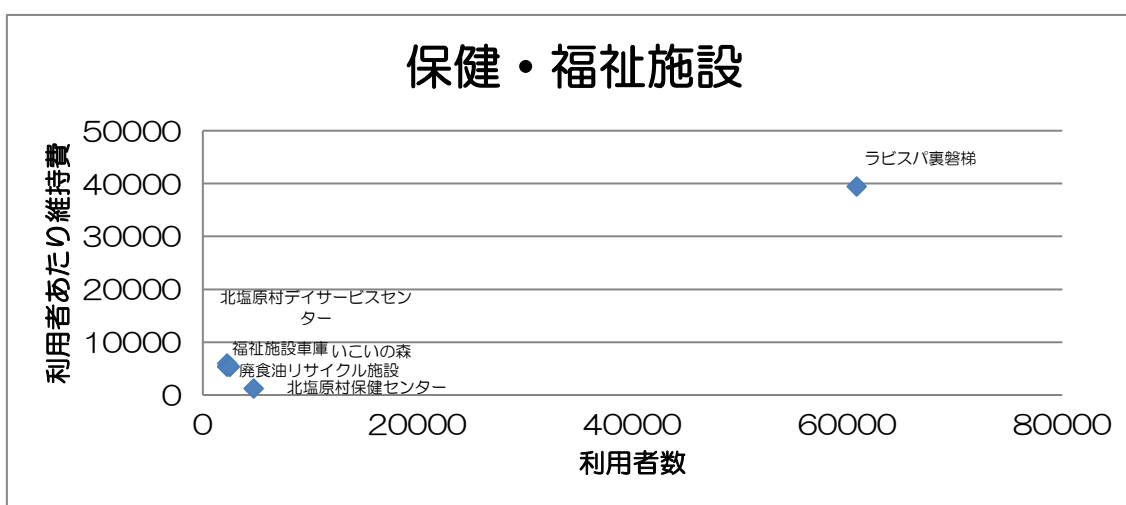 保健・福祉施設
利用者あたり維持費
50000
40000
30000
20000
10000
0
ラビスパ裏磐梯
北塩原村デイサービスセン
ター
福祉施設車庫
いこいの森
廃食油リサイクル施設
北塩原村保健センター
0
20000
40000
60000
80000
利用者数